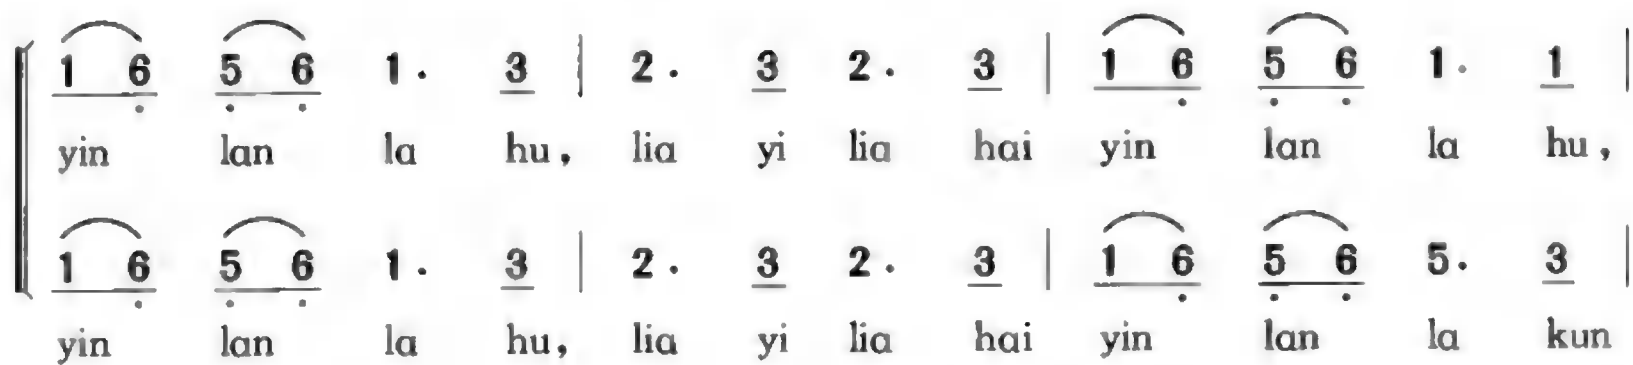 1 6 5 6 1· 3 | 2· 3 2· 3 | 1 6 5 6 1· 1 |
yin lan la hu, lia yi lia hai yin lan la hu,
1 6 5 6 1· 3 | 2· 3 2· 3 | 1 6 5 6 5· 3 |
yin lan la hu, lia yi lia hai yin lan la kun